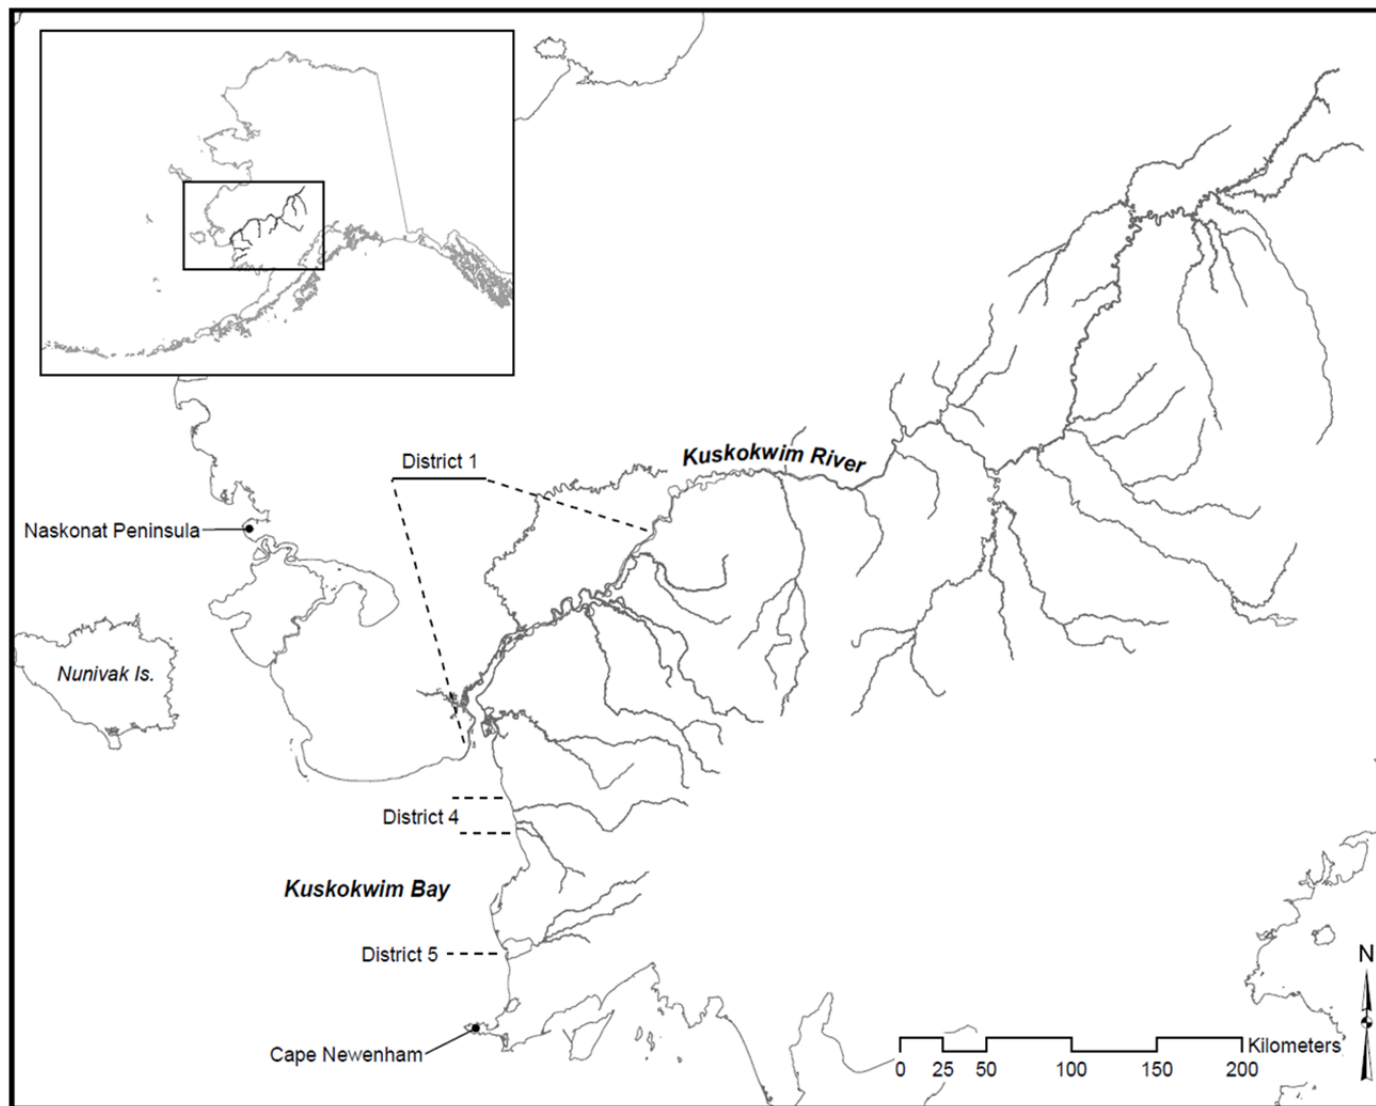 District 1
Kuskokwim River
Naskonat Peninsula
Nunivak Is.
District 4
Kuskokwim Bay
District 5
Cape Newenham
N
Kilometers
0 25 50 100 150 200